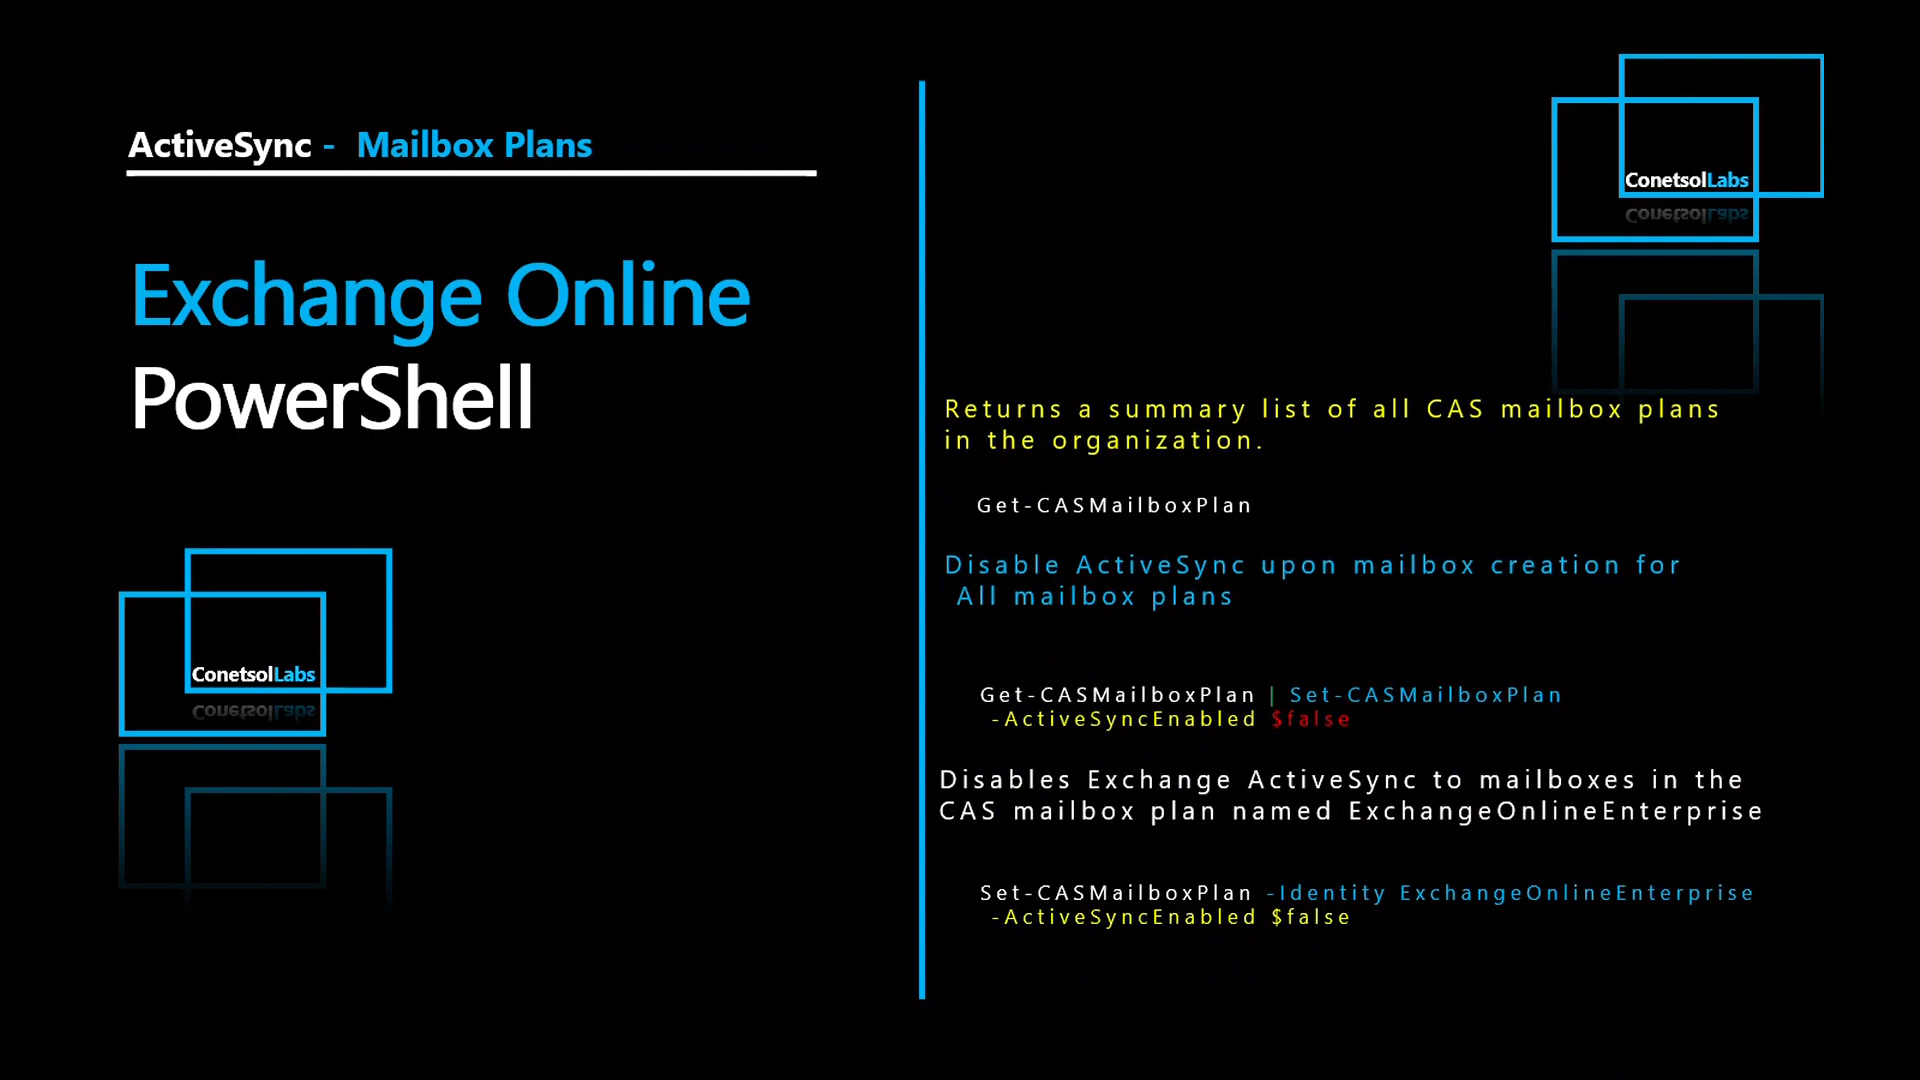 ActiveSync - Mailbox Plans
Exchange Online
PowerShell
ConetsolLabs
ConetsolLabs
Returns a summary list of all CAS mailbox plans
in the organization.
Get-CASMailboxPlan
Disable ActiveSync upon mailbox creation for
All mailbox plans
Get-CASMailboxPlan | Set-CASMailboxPlan
-ActiveSyncEnabled $false
Disables Exchange ActiveSync to mailboxes in the
CAS mailbox plan named ExchangeOnlineEnterprise
Set-CASMailboxPlan -Identity ExchangeOnlineEnterprise
-ActiveSyncEnabled $false